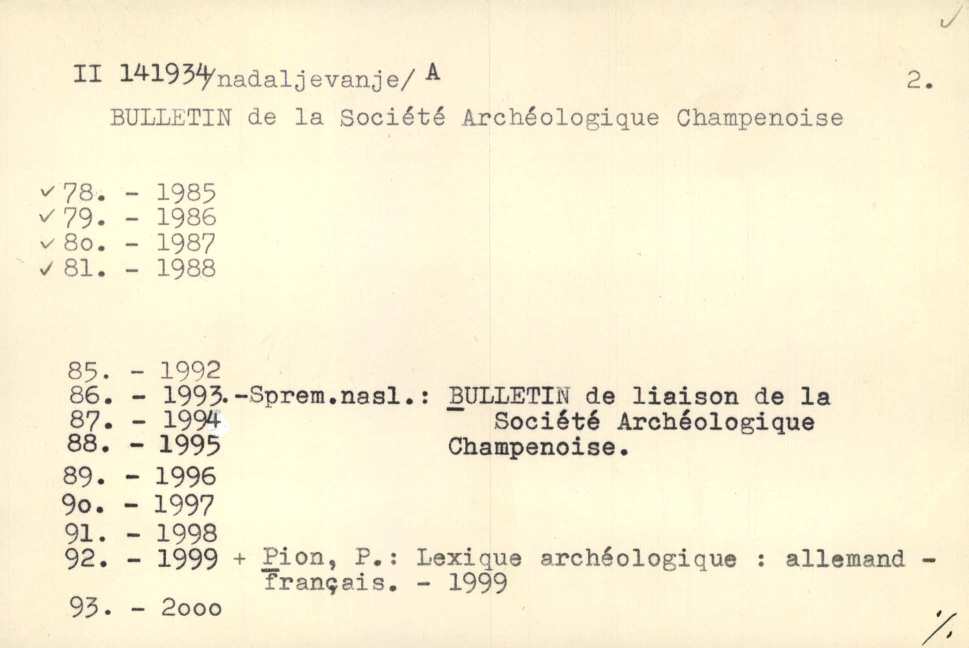 II 141934/nadaljevanje/ A 2.
BULLETIN de la Société Archéologique Champenoise
✓ 78. - 1985
✓ 79. - 1986
✓ 8o. - 1987
✓ 81. - 1988
85. - 1992
86. - 1993.-Sprem.nasl.: BULLETIN de liaison de la
87. - 1994 Société Archéologique
88. - 1995 Champenoise.
89. - 1996
9o. - 1997
91. - 1998
92. - 1999 + Pion, P.: Lexique archéologique : allemand -
français. - 1999
93. - 2ooo
./.